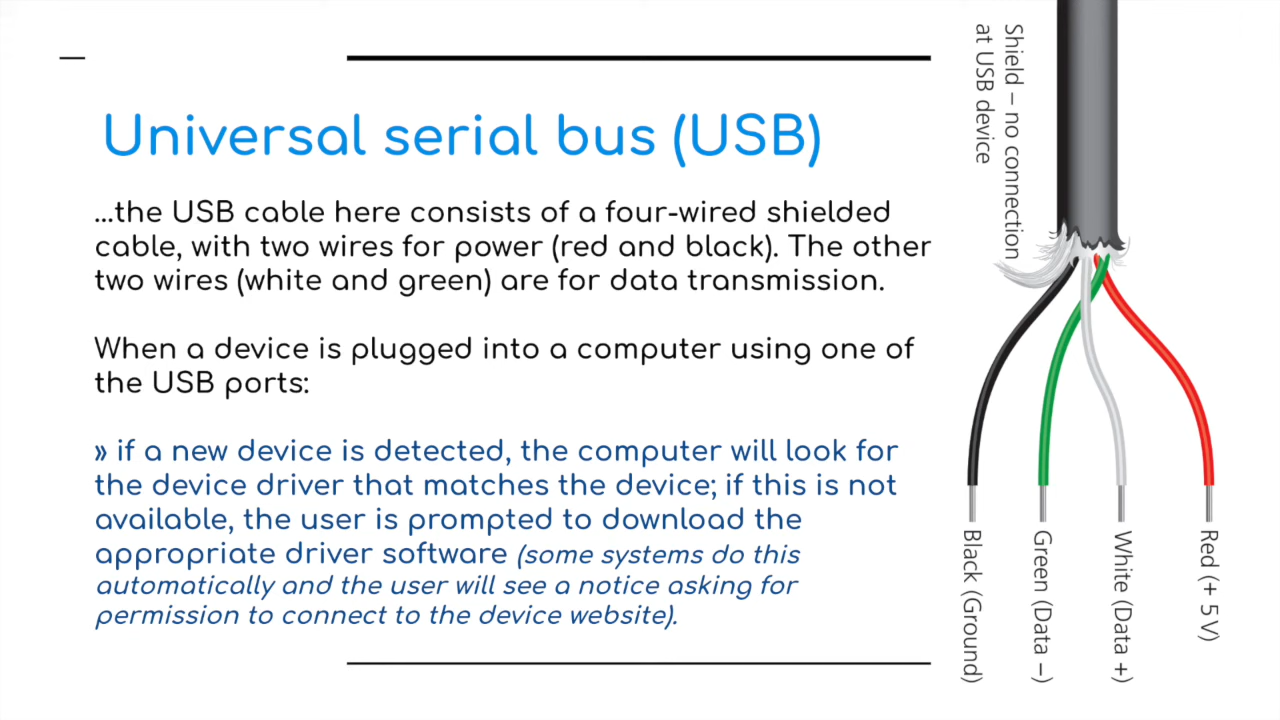 Universal serial bus (USB)
...the USB cable here consists of a four-wired shielded
cable, with two wires for power (red and black). The other
two wires (white and green) are for data transmission.
When a device is plugged into a computer using one of
the USB ports:
» if a new device is detected, the computer will look for
the device driver that matches the device; if this is not
available, the user is prompted to download the
appropriate driver software (some systems do this
automatically and the user will see a notice asking for
permission to connect to the device website).
Shield – no connection
at USB device
Black (Ground)
Green (Data –)
White (Data +)
Red (+ 5 V)